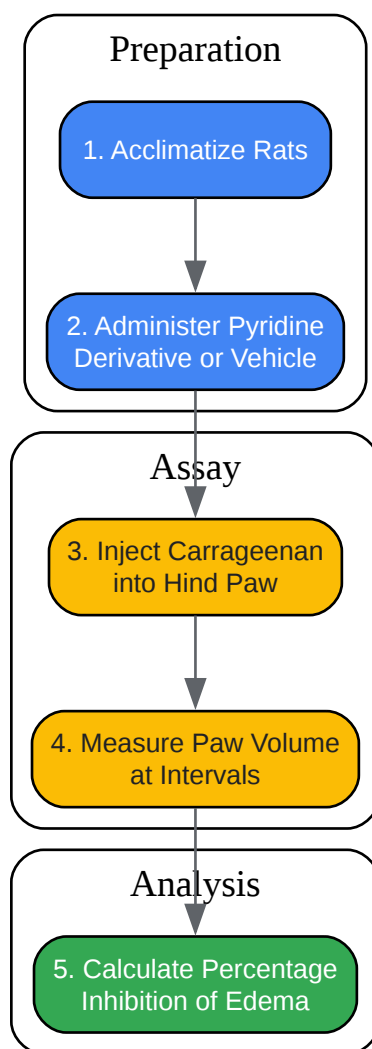 Preparation
1. Acclimatize Rats
2. Administer Pyridine
Derivative or Vehicle
Assay
3. Inject Carrageenan
into Hind Paw
4. Measure Paw Volume
at Intervals
Analysis
5. Calculate Percentage
Inhibition of Edema